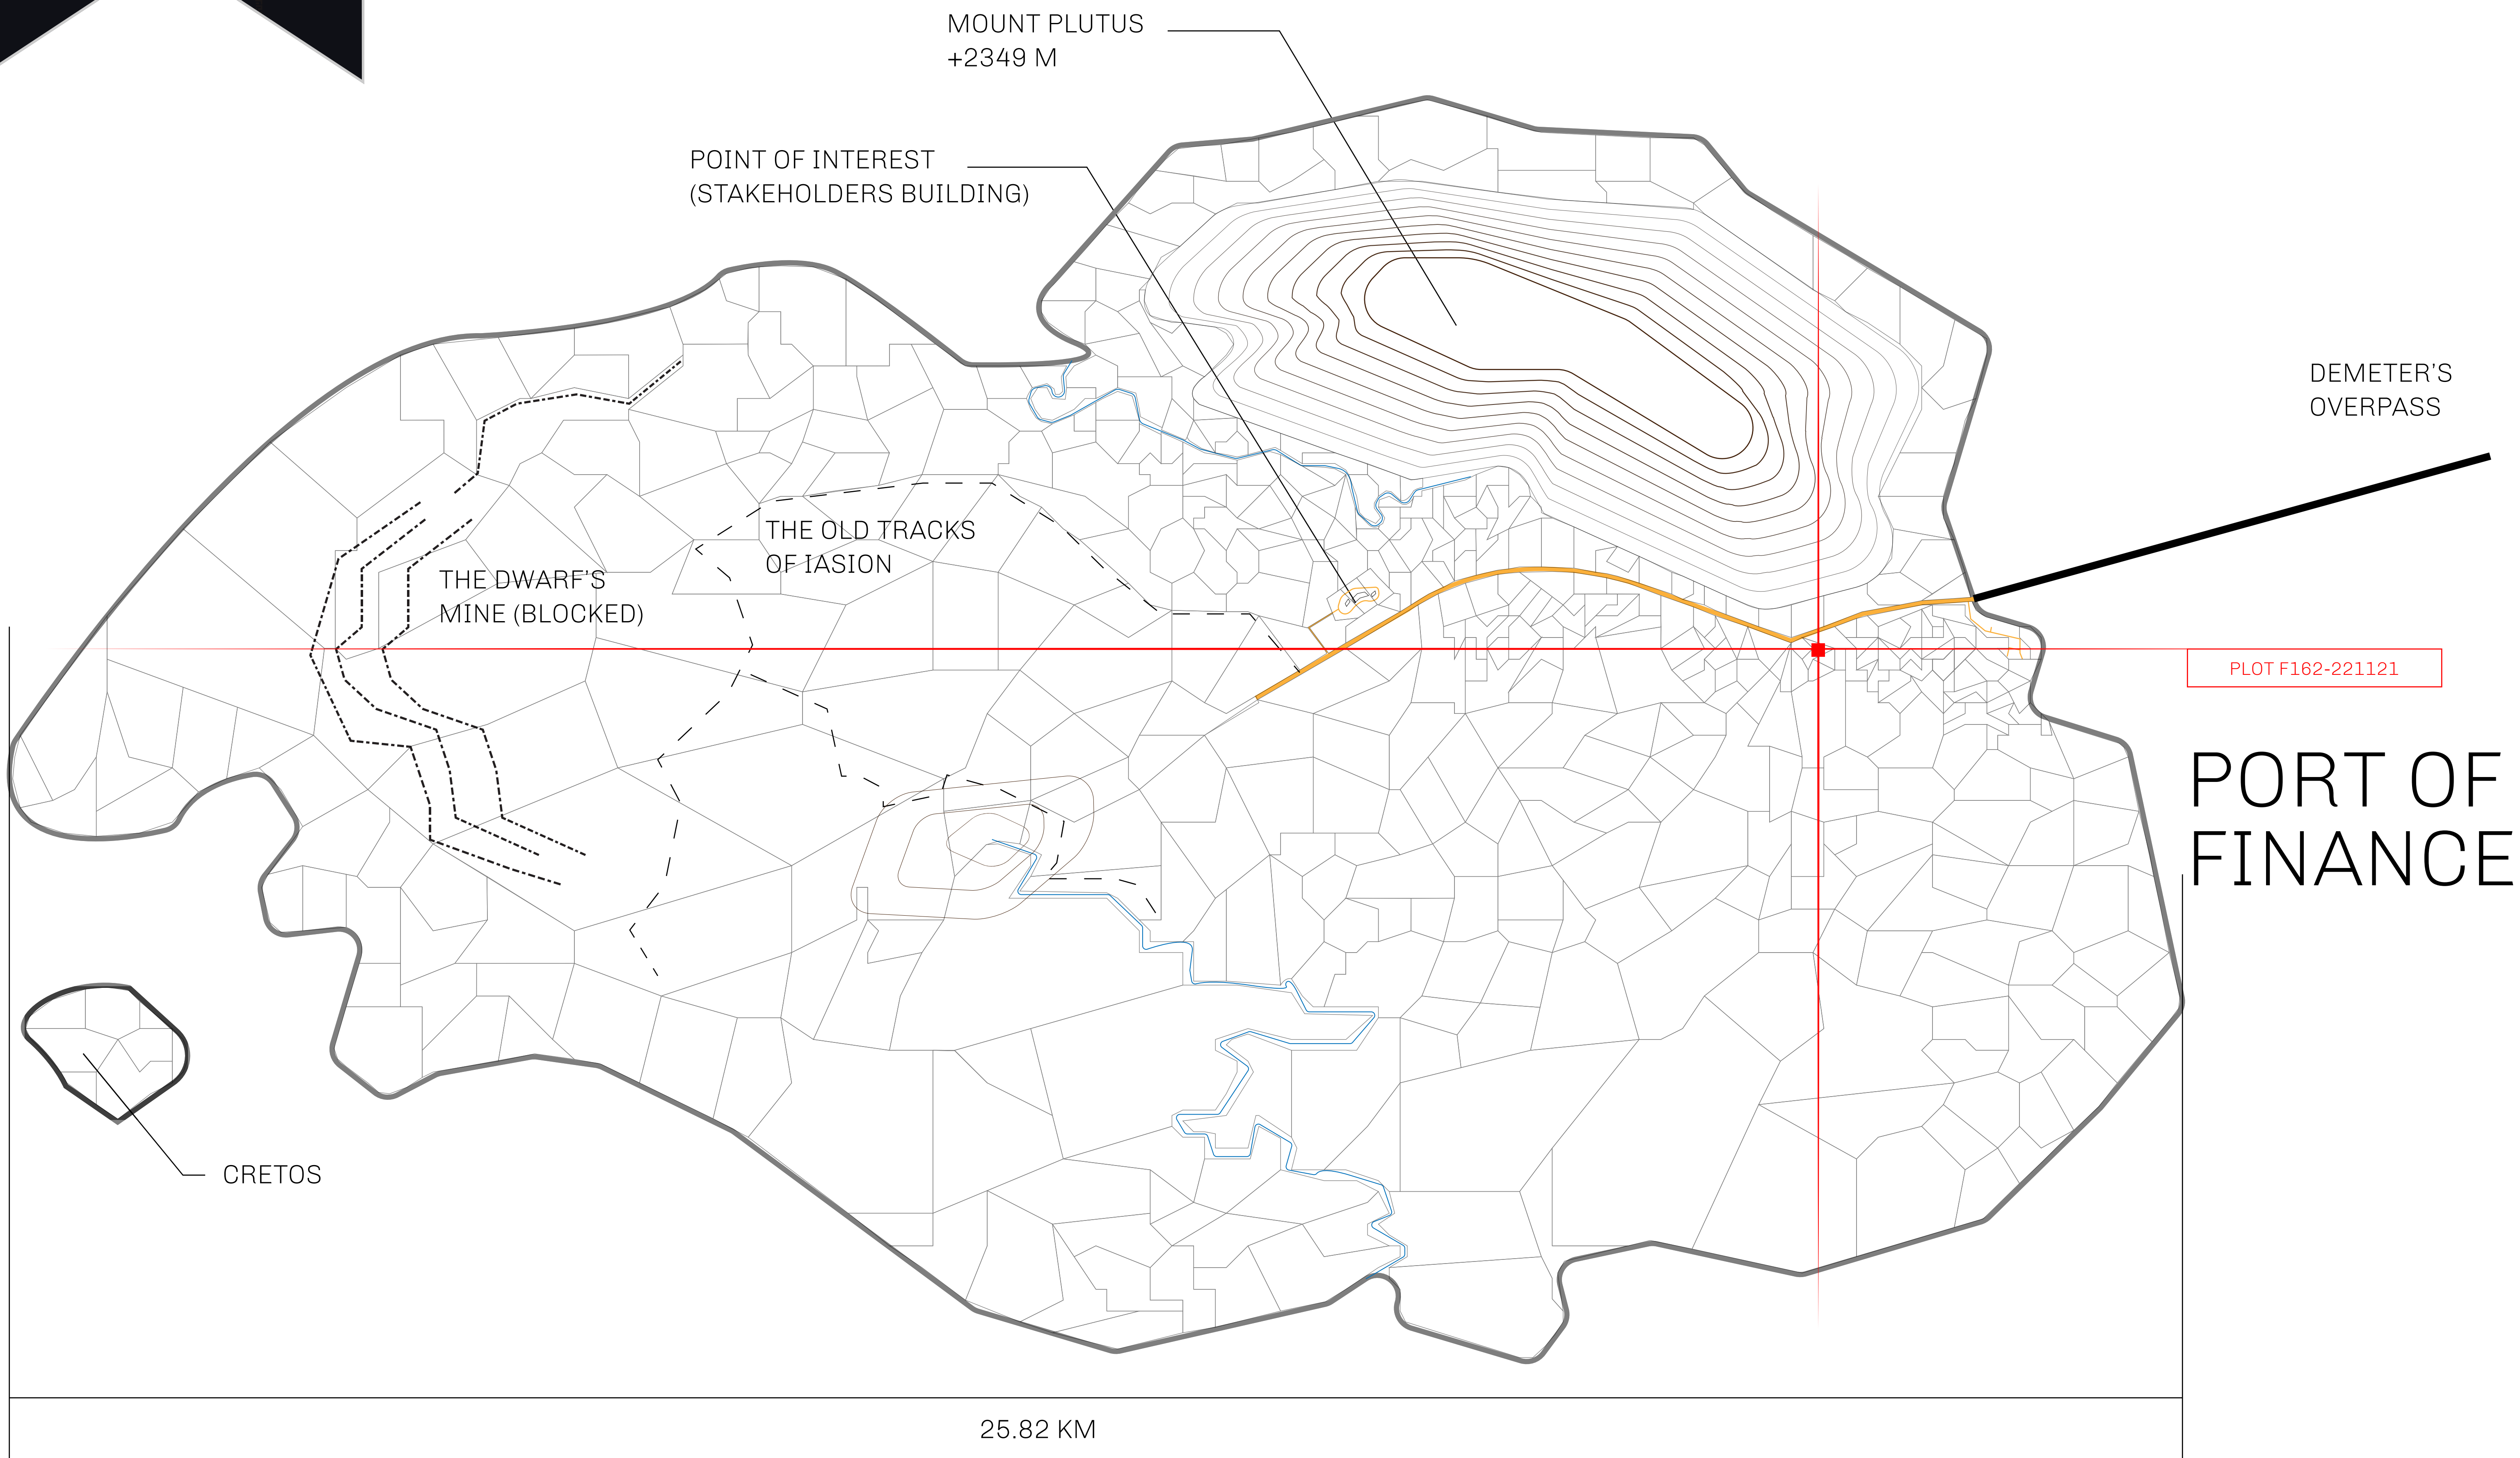 MOUNT PLUTUS
+2349 M
POINT OF INTEREST
(STAKEHOLDERS BUILDING)
DEMETER'S
OVERPASS
THE OLD TRACKS
OF IASION
THE DWARF'S
MINE (BLOCKED)
PLOT F162-221121
PORT OF
FINANCE
CRETOS
25.82 KM